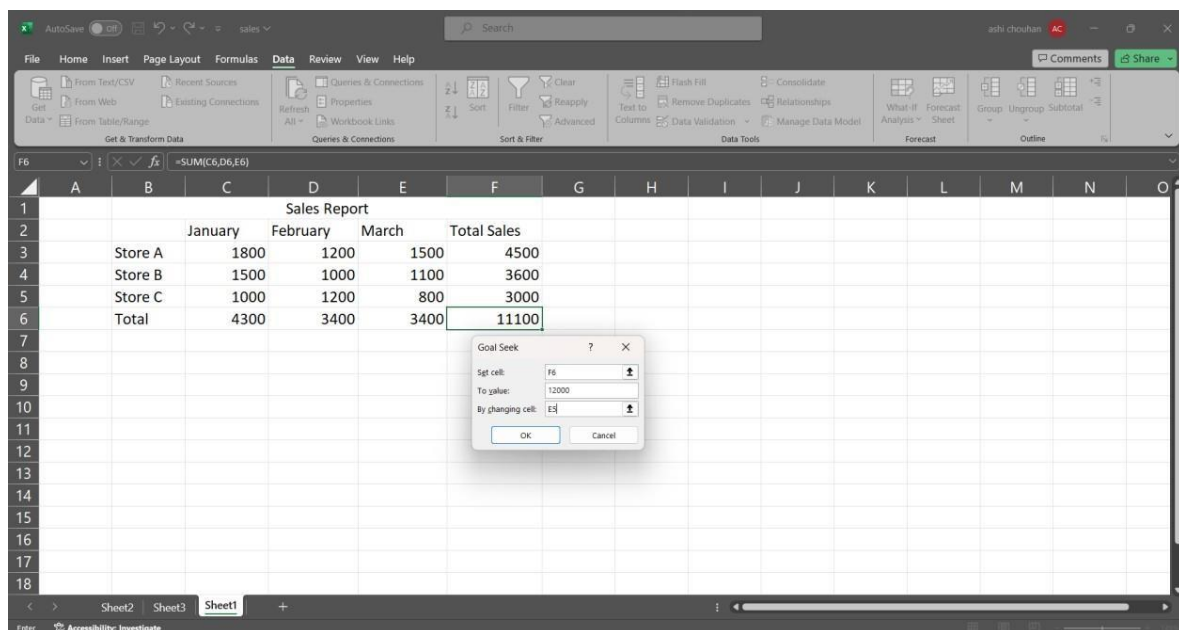 AutoSave Off sales Search ashi chouhan AC
File Home Insert Page Layout Formulas Data Review View Help Comments Share
Get Data From Text/CSV From Web From Table/Range Recent Sources Existing Connections
Refresh All Queries & Connections Properties Workbook Links
Sort Filter Clear Reapply Advanced
Text to Columns Flash Fill Remove Duplicates Data Validation Consolidate Relationships Manage Data Model
What-If Analysis Forecast Sheet Group Ungroup Subtotal
Get & Transform Data Queries & Connections Sort & Filter Data Tools Forecast Outline
F6 fx =SUM(C6,D6,E6)
A B C D E F G H I J K L M N O
1 Sales Report
2 January February March Total Sales
3 Store A 1800 1200 1500 4500
4 Store B 1500 1000 1100 3600
5 Store C 1000 1200 800 3000
6 Total 4300 3400 3400 11100
7
8
9
10
11
12
13
14
15
16
17
18
Goal Seek ?
Set cell: F6
To value: 12000
By changing cell: E5
OK Cancel
Sheet2 Sheet3 Sheet1
Enter Accessibility: Investigate